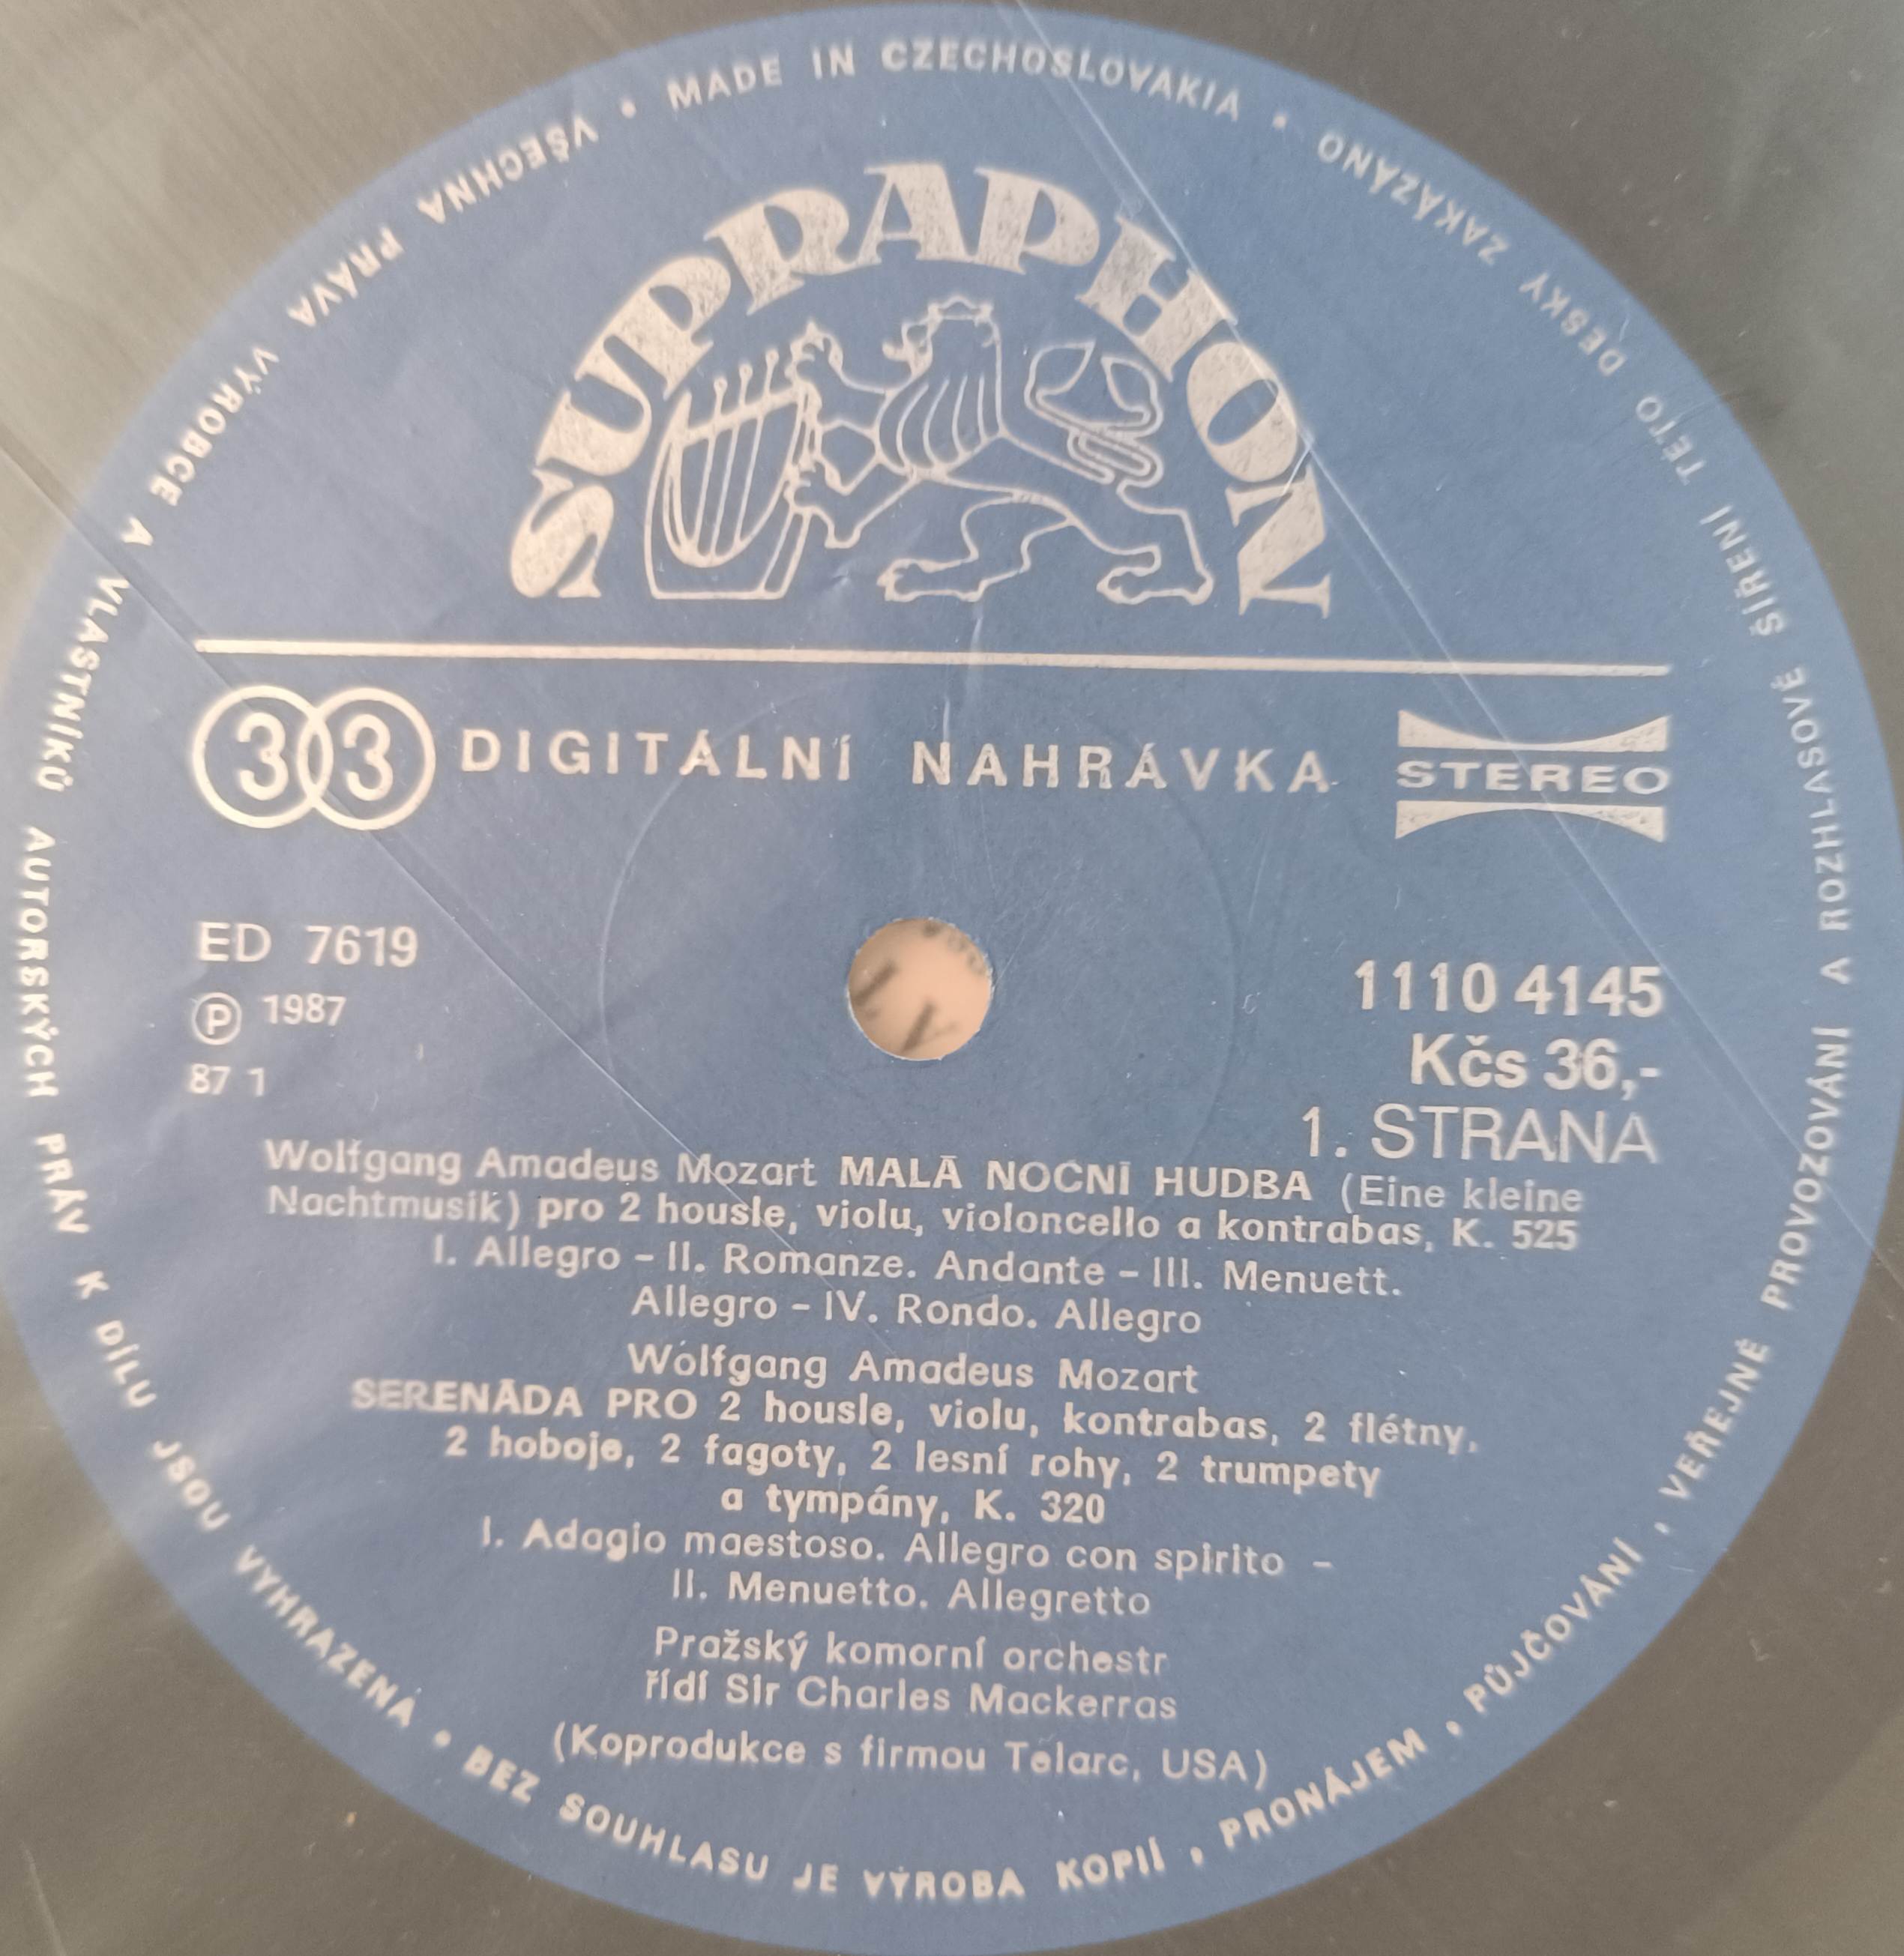 MADE IN CZECHOSLOVAKIA • VŠECHNA PRÁVA VÝROBCE A VLASTNÍKŮ AUTORSKÝCH PRÁV K DÍLU JSOU VYHRAZENA • BEZ SOUHLASU JE VÝROBA KOPIÍ, PRONÁJEM, PŮJČOVÁNÍ, VEŘEJNÉ PROVOZOVÁNÍ A ROZHLASOVÉ ŠÍŘENÍ TÉTO DESKY ZAKÁZÁNO •
SUPRAPHON
33 DIGITÁLNÍ NAHRÁVKA STEREO
ED 7619
Ⓟ 1987
87 1
1110 4145
Kčs 36,-
1. STRANA
Wolfgang Amadeus Mozart MALÁ NOČNÍ HUDBA (Eine kleine
Nachtmusik) pro 2 housle, violu, violoncello a kontrabas, K. 525
I. Allegro – II. Romanze. Andante – III. Menuett.
Allegro – IV. Rondo. Allegro
Wolfgang Amadeus Mozart
SERENÁDA PRO 2 housle, violu, kontrabas, 2 flétny,
2 hoboje, 2 fagoty, 2 lesní rohy, 2 trumpety
a tympány, K. 320
I. Adagio maestoso. Allegro con spirito –
II. Menuetto. Allegretto
Pražský komorní orchestr
řídí Sir Charles Mackerras
(Koprodukce s firmou Telarc, USA)